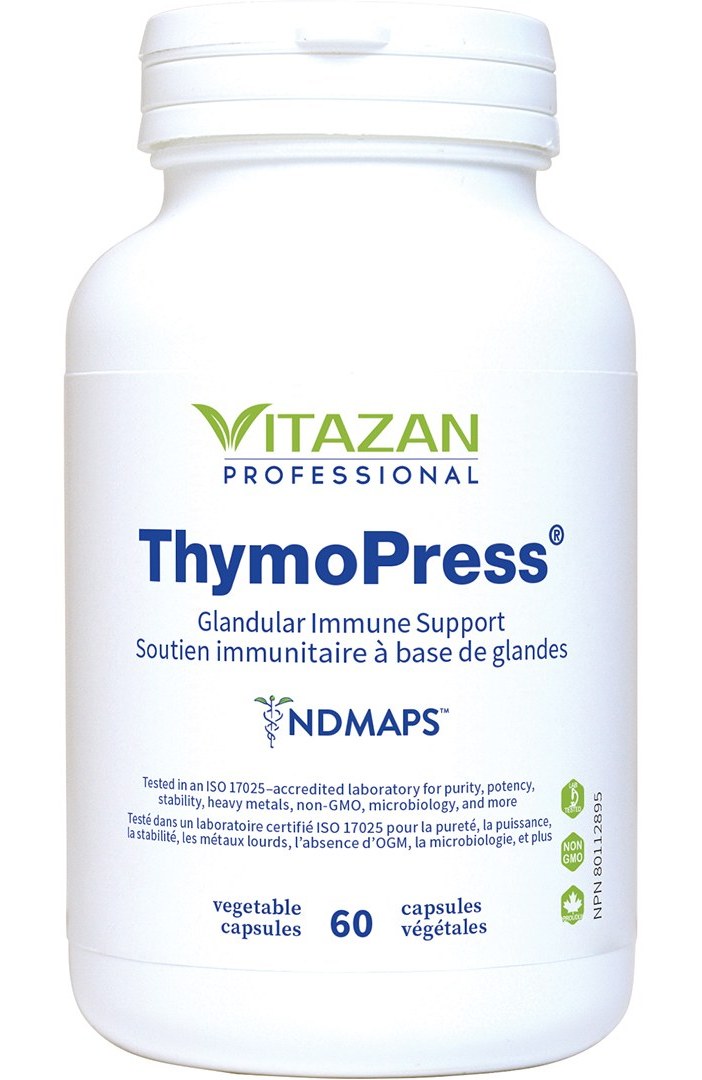 VITAZAN
PROFESSIONAL
ThymoPress®
Glandular Immune Support
Soutien immunitaire à base de glandes
NDMAPS™
Tested in an ISO 17025–accredited laboratory for purity, potency,
stability, heavy metals, non-GMO, microbiology, and more
Testé dans un laboratoire certifié ISO 17025 pour la pureté, la puissance,
la stabilité, les métaux lourds, l'absence d'OGM, la microbiologie, et plus
LAB
TESTED
NON
GMO
NPN 80112895
vegetable
capsules
60
capsules
végétales